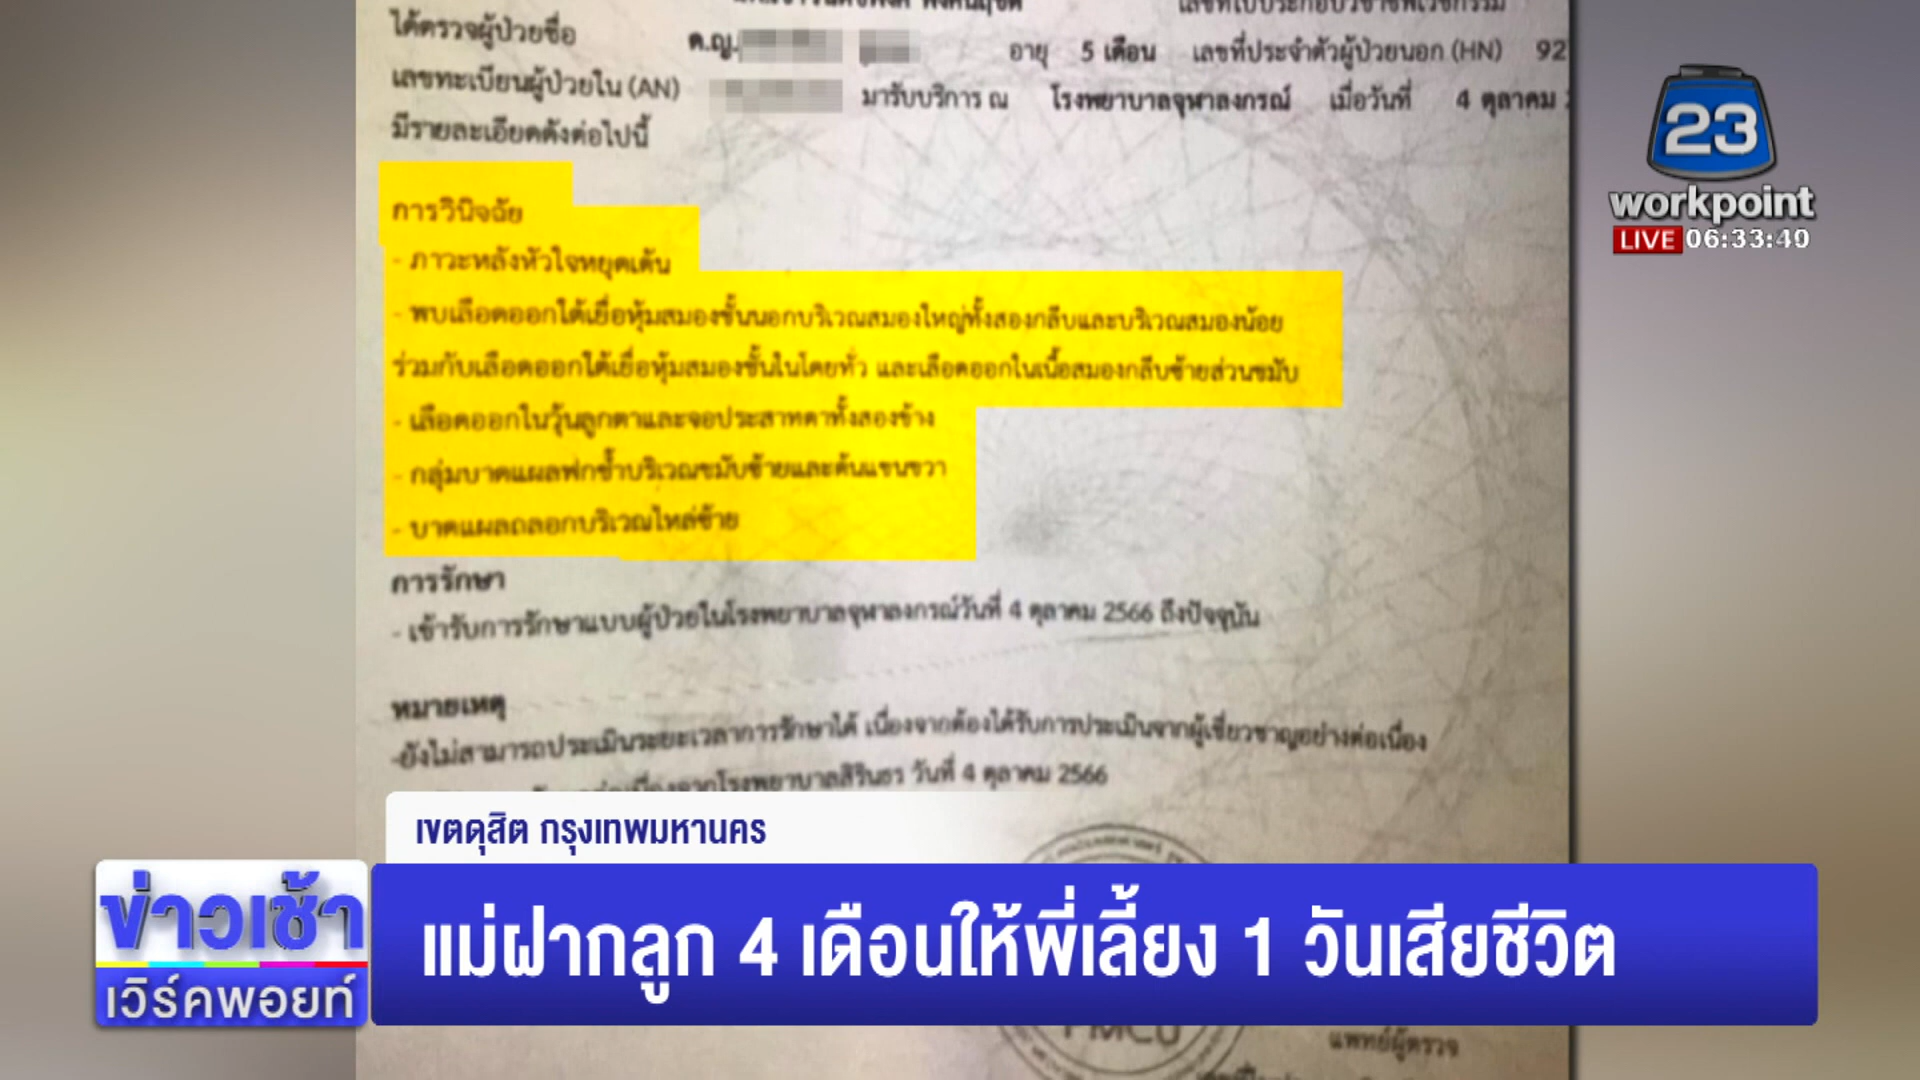 ได้ตรวจผู้ป่วยชื่อ ด.ญ. อายุ 5 เดือน เลขที่ประจำตัวผู้ป่วยนอก (HN) 92
เลขทะเบียนผู้ป่วยใน (AN) มารับบริการ ณ โรงพยาบาลจุฬาลงกรณ์ เมื่อวันที่ 4 ตุลาคม
มีรายละเอียดดังต่อไปนี้
23
workpoint
LIVE 06:33:40
การวินิจฉัย
- ภาวะหลังหัวใจหยุดเต้น
- พบเลือดออกใต้เยื่อหุ้มสมองชั้นนอกบริเวณสมองใหญ่ทั้งสองกลีบและบริเวณสมองน้อย
ร่วมกับเลือดออกใต้เยื่อหุ้มสมองชั้นในโดยทั่ว และเลือดออกในเนื้อสมองกลีบซ้ายส่วนขมับ
- เลือดออกในวุ้นลูกตาและจอประสาทตาทั้งสองข้าง
- กลุ่มบาดแผลฟกช้ำบริเวณขมับซ้ายและต้นแขนขวา
- บาดแผลถลอกบริเวณไหล่ซ้าย
การรักษา
- เข้ารับการรักษาแบบผู้ป่วยในโรงพยาบาลจุฬาลงกรณ์วันที่ 4 ตุลาคม 2566 ถึงปัจจุบัน
หมายเหตุ
-ยังไม่สามารถประเมินระยะเวลาการรักษาได้ เนื่องจากต้องได้รับการประเมินจากผู้เชี่ยวชาญอย่างต่อเนื่อง
โรงพยาบาลสิรินธร วันที่ 4 ตุลาคม 2566
เขตดุสิต กรุงเทพมหานคร
แม่ฝากลูก 4 เดือนให้พี่เลี้ยง 1 วันเสียชีวิต
ข่าวเช้า
เวิร์คพอยท์
แพทย์ผู้ตรวจ